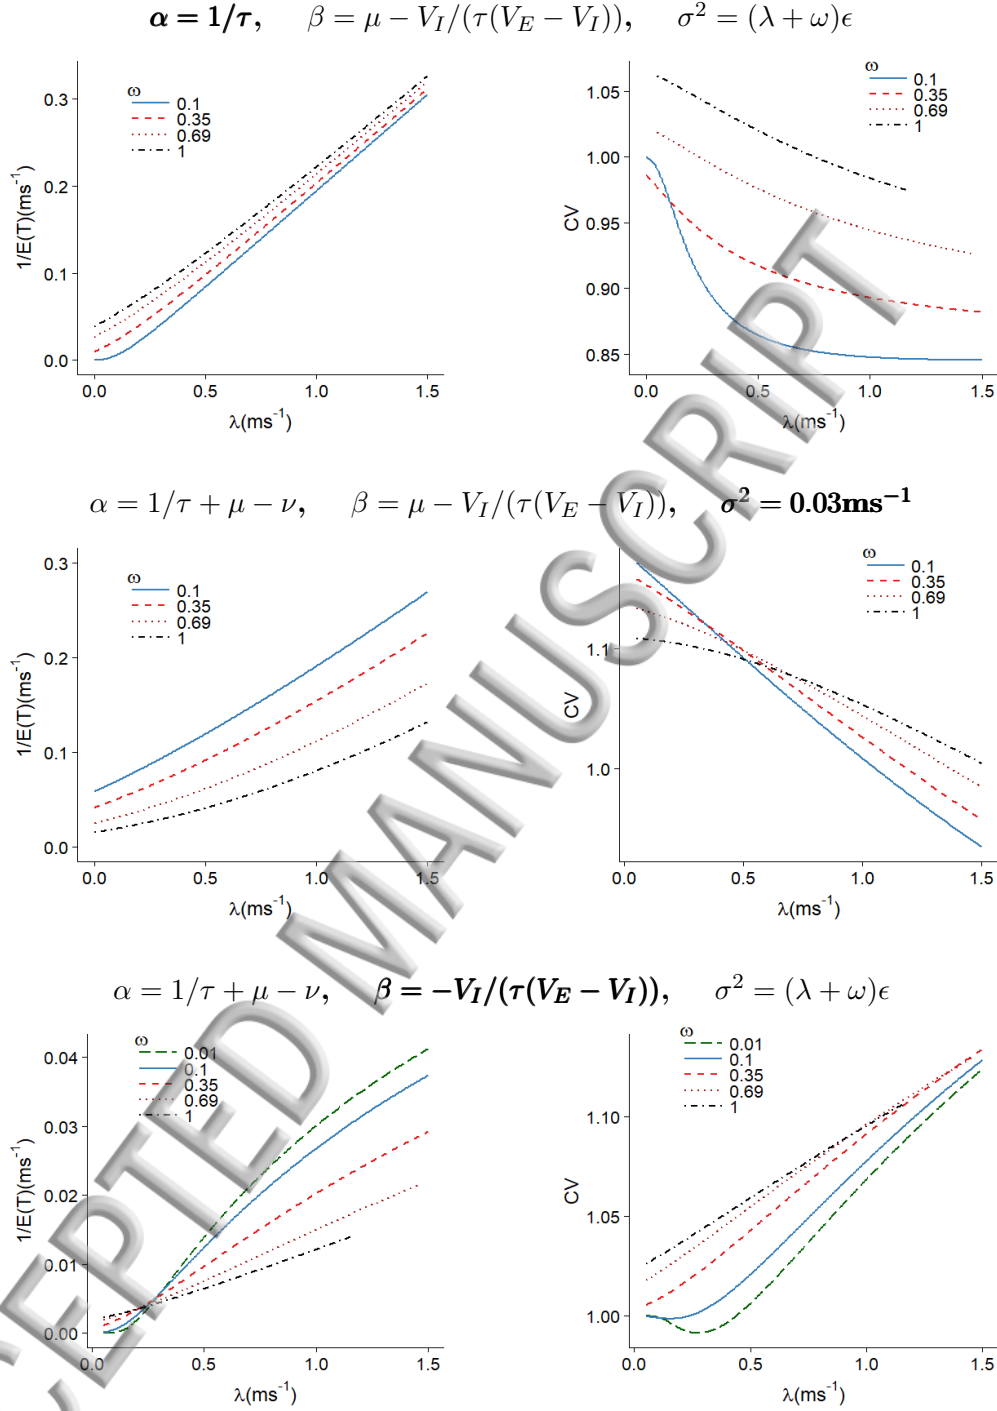 α = 1/τ, β = μ − V_I/(τ(V_E − V_I)), σ² = (λ + ω)ϵ
1/E(T)(ms⁻¹)
0.3
0.2
0.1
0.0
ω
0.1
0.35
0.69
1
0.0 0.5 1.0 1.5
λ(ms⁻¹)
CV
1.05
1.00
0.95
0.90
0.85
ω
0.1
0.35
0.69
1
0.0 0.5 1.0 1.5
λ(ms⁻¹)
α = 1/τ + μ − ν, β = μ − V_I/(τ(V_E − V_I)), σ² = 0.03ms⁻¹
1/E(T)(ms⁻¹)
0.3
0.2
0.1
0.0
ω
0.1
0.35
0.69
1
0.0 0.5 1.0 1.5
λ(ms⁻¹)
CV
1.1
1.0
ω
0.1
0.35
0.69
1
0.0 0.5 1.0 1.5
λ(ms⁻¹)
α = 1/τ + μ − ν, β = −V_I/(τ(V_E − V_I)), σ² = (λ + ω)ϵ
1/E(T)(ms⁻¹)
0.04
0.03
0.02
0.01
0.00
ω
0.01
0.1
0.35
0.69
1
0.0 0.5 1.0 1.5
λ(ms⁻¹)
CV
1.10
1.05
1.00
ω
0.01
0.1
0.35
0.69
1
0.0 0.5 1.0 1.5
λ(ms⁻¹)
CEPTED MANUSCRIPT